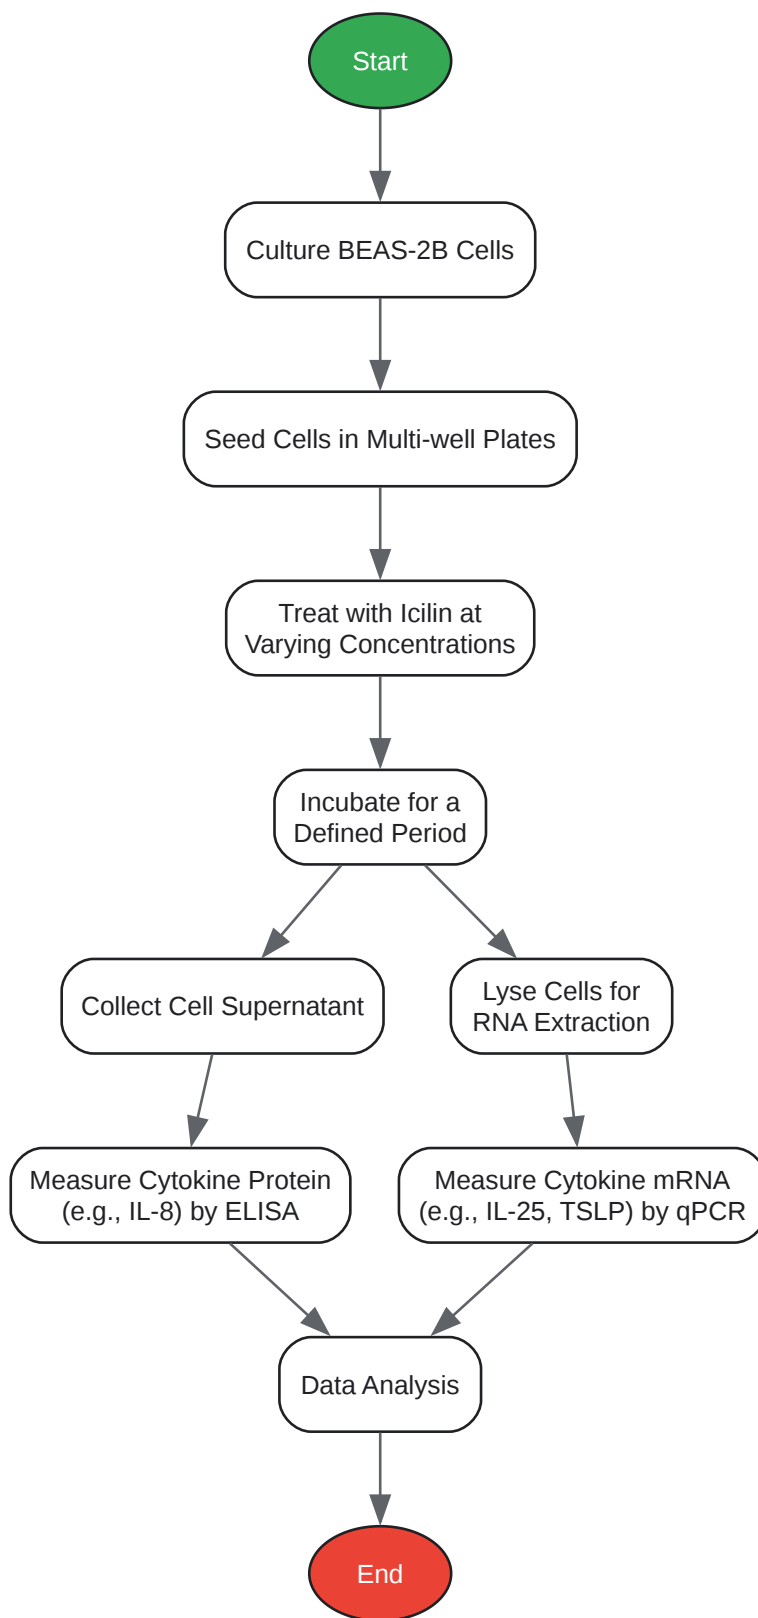 Start
Culture BEAS-2B Cells
Seed Cells in Multi-well Plates
Treat with Icilin at
Varying Concentrations
Incubate for a
Defined Period
Collect Cell Supernatant
Lyse Cells for
RNA Extraction
Measure Cytokine Protein
(e.g., IL-8) by ELISA
Measure Cytokine mRNA
(e.g., IL-25, TSLP) by qPCR
Data Analysis
End